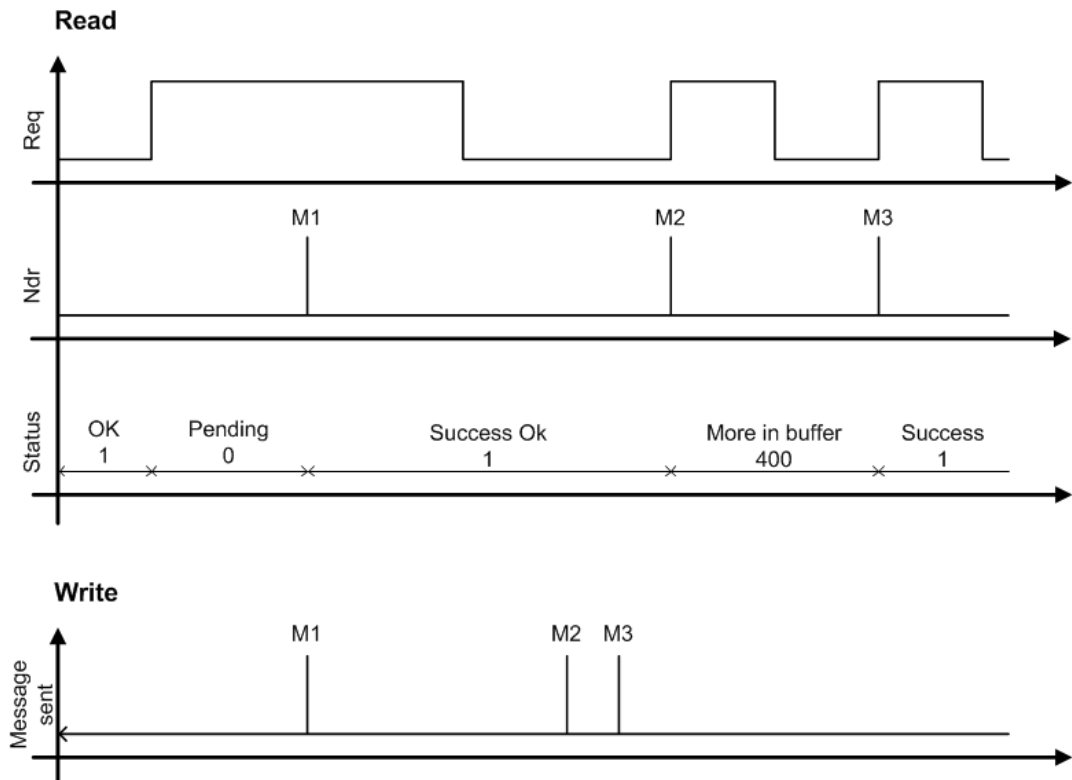 Read
Req
M1 M2 M3
Ndr
Status
OK Pending Success Ok More in buffer Success
1 0 1 400 1
Write
M1 M2 M3
Message
sent